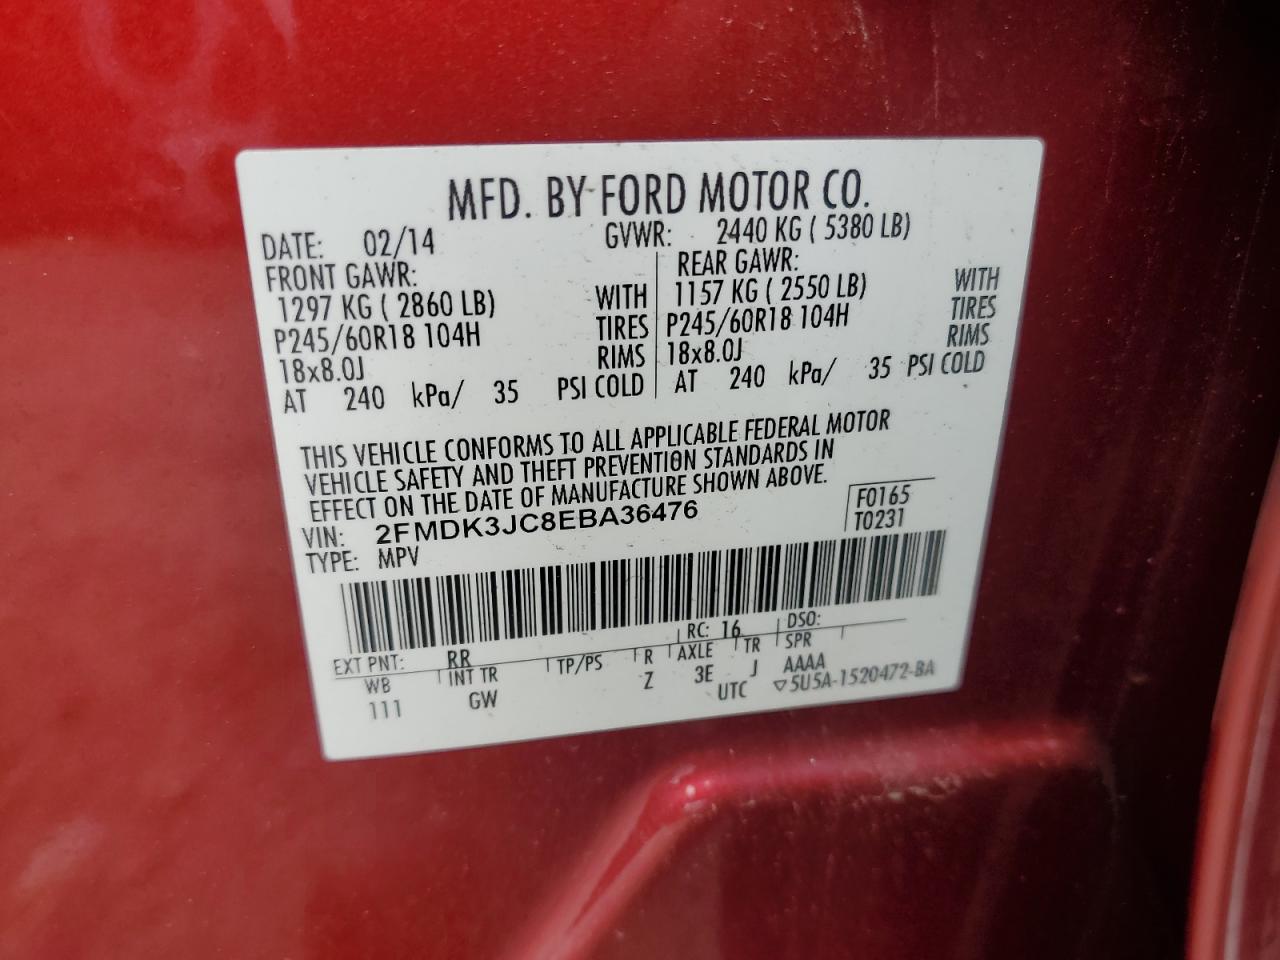 MFD. BY FORD MOTOR CO.
DATE: 02/14 GVWR: 2440 KG ( 5380 LB)
FRONT GAWR: REAR GAWR:
1297 KG ( 2860 LB) WITH 1157 KG ( 2550 LB) WITH
P245/60R18 104H TIRES P245/60R18 104H TIRES
18x8.0J RIMS 18x8.0J RIMS
AT 240 kPa/ 35 PSI COLD AT 240 kPa/ 35 PSI COLD
THIS VEHICLE CONFORMS TO ALL APPLICABLE FEDERAL MOTOR
VEHICLE SAFETY AND THEFT PREVENTION STANDARDS IN
EFFECT ON THE DATE OF MANUFACTURE SHOWN ABOVE.
VIN: 2FMDK3JC8EBA36476 F0165
TYPE: MPV T0231
EXT PNT: RR RC: 16 DSO:
WB INT TR TP/PS R AXLE TR SPR
111 GW Z 3E J AAAA
UTC ▽5U5A-1520472-BA